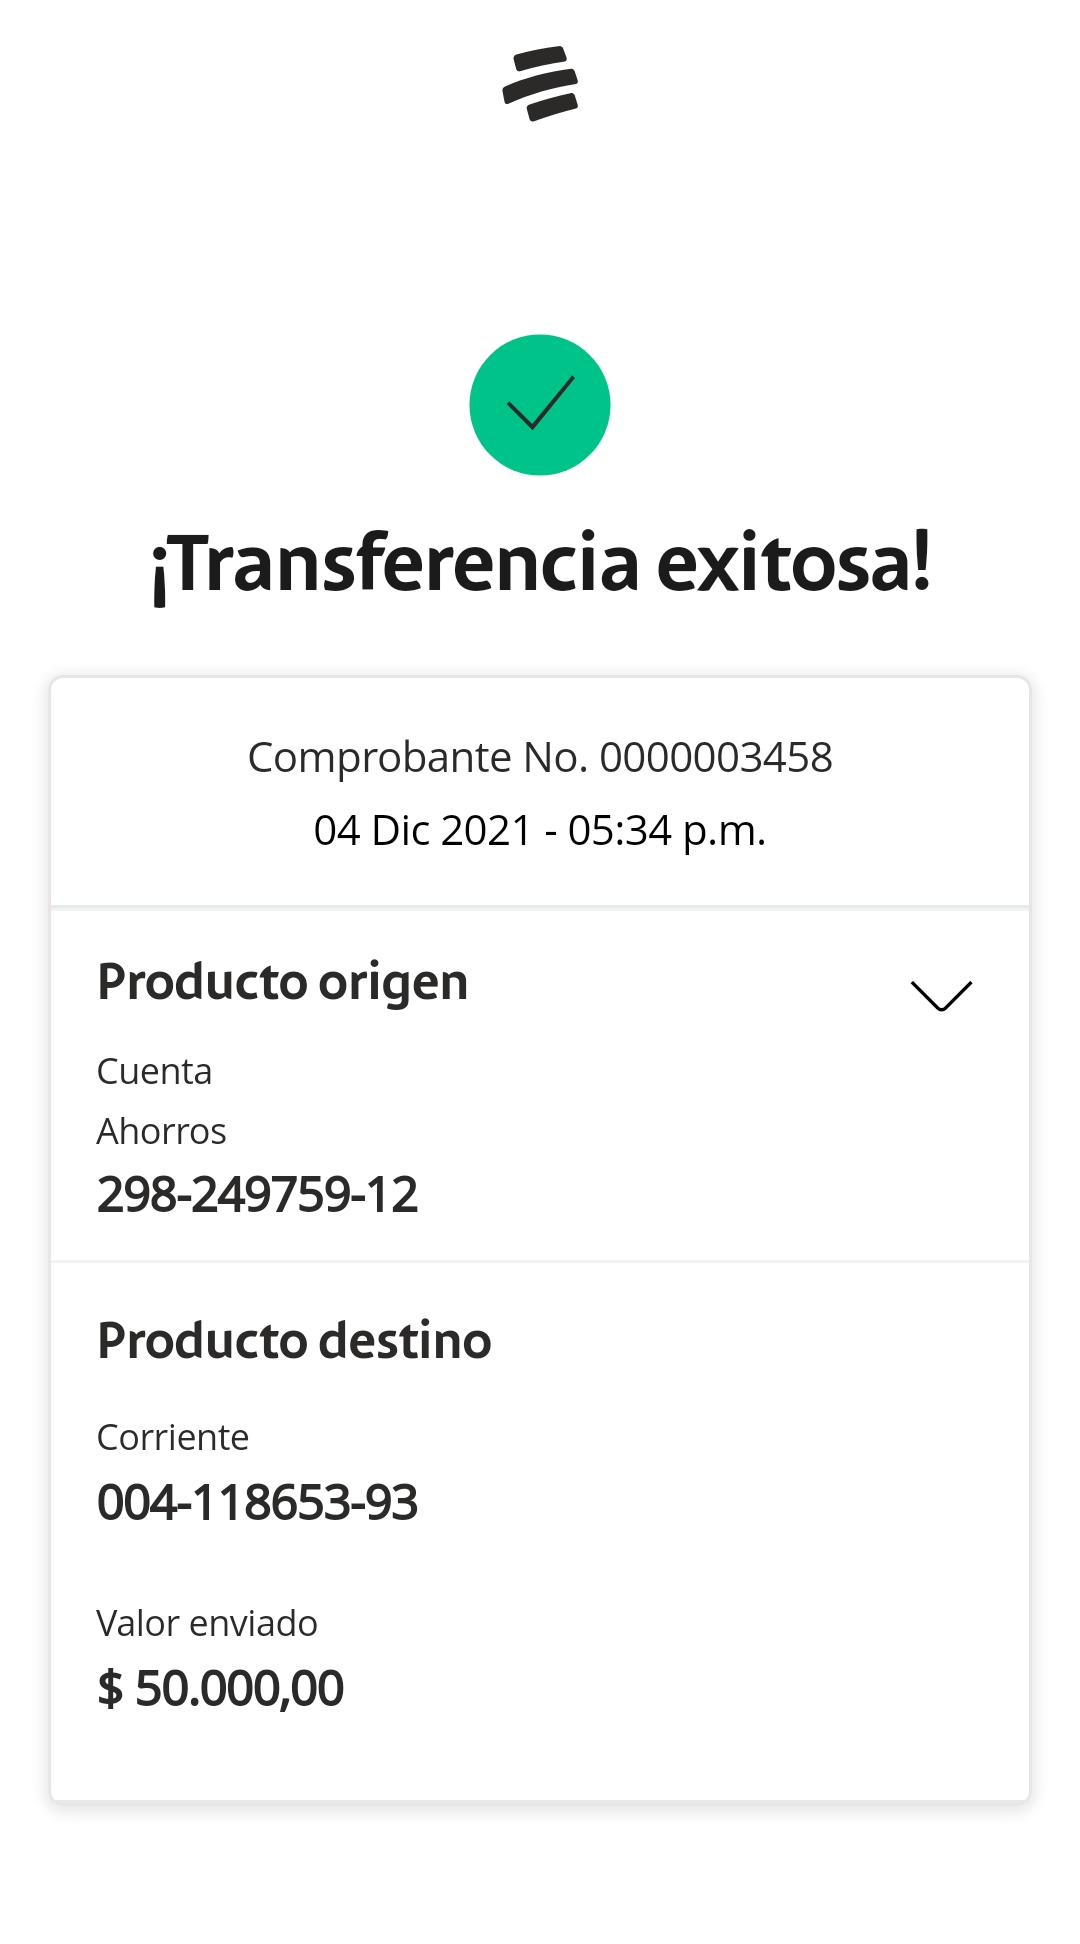 ¡Transferencia exitosa!
Comprobante No. 0000003458
04 Dic 2021 - 05:34 p.m.
Producto origen
Cuenta
Ahorros
298-249759-12
Producto destino
Corriente
004-118653-93
Valor enviado
$ 50.000,00